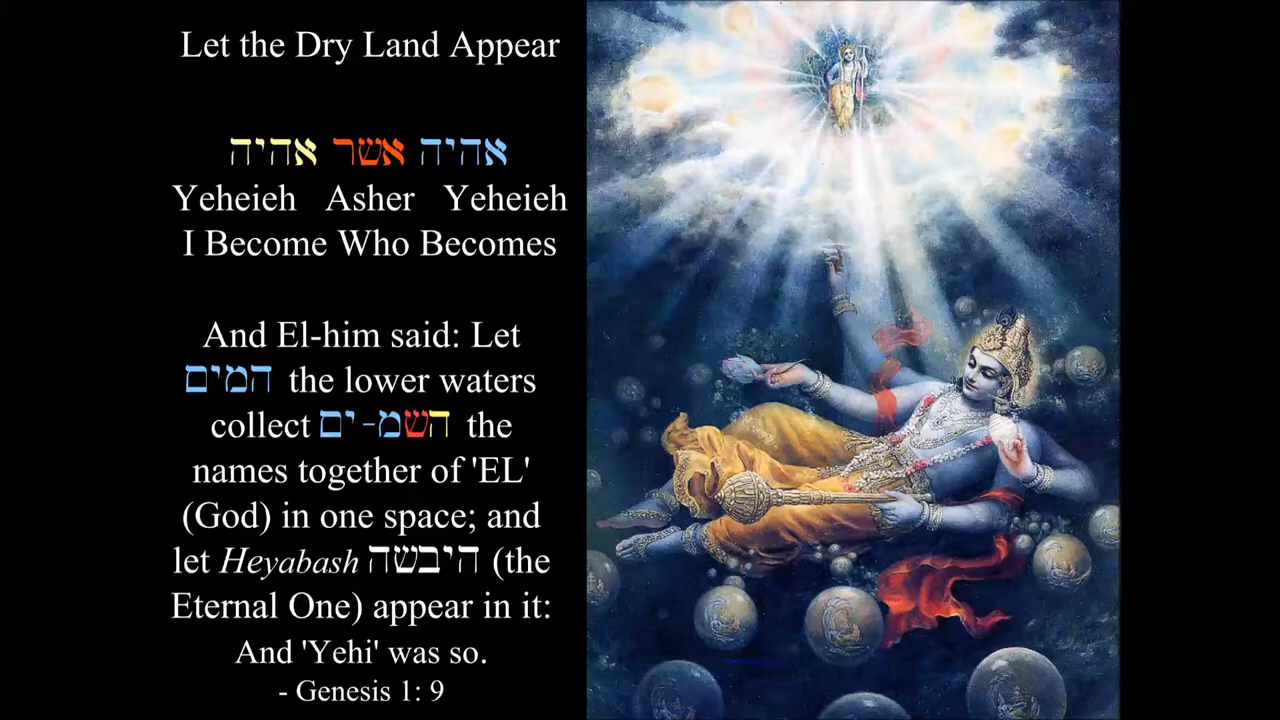 Let the Dry Land Appear
אהיה אשר אהיה
Yeheieh Asher Yeheieh
I Become Who Becomes
And El-him said: Let
המים the lower waters
collect השמ-ים the
names together of 'EL'
(God) in one space; and
let Heyabash היבשה (the
Eternal One) appear in it:
And 'Yehi' was so.
- Genesis 1: 9